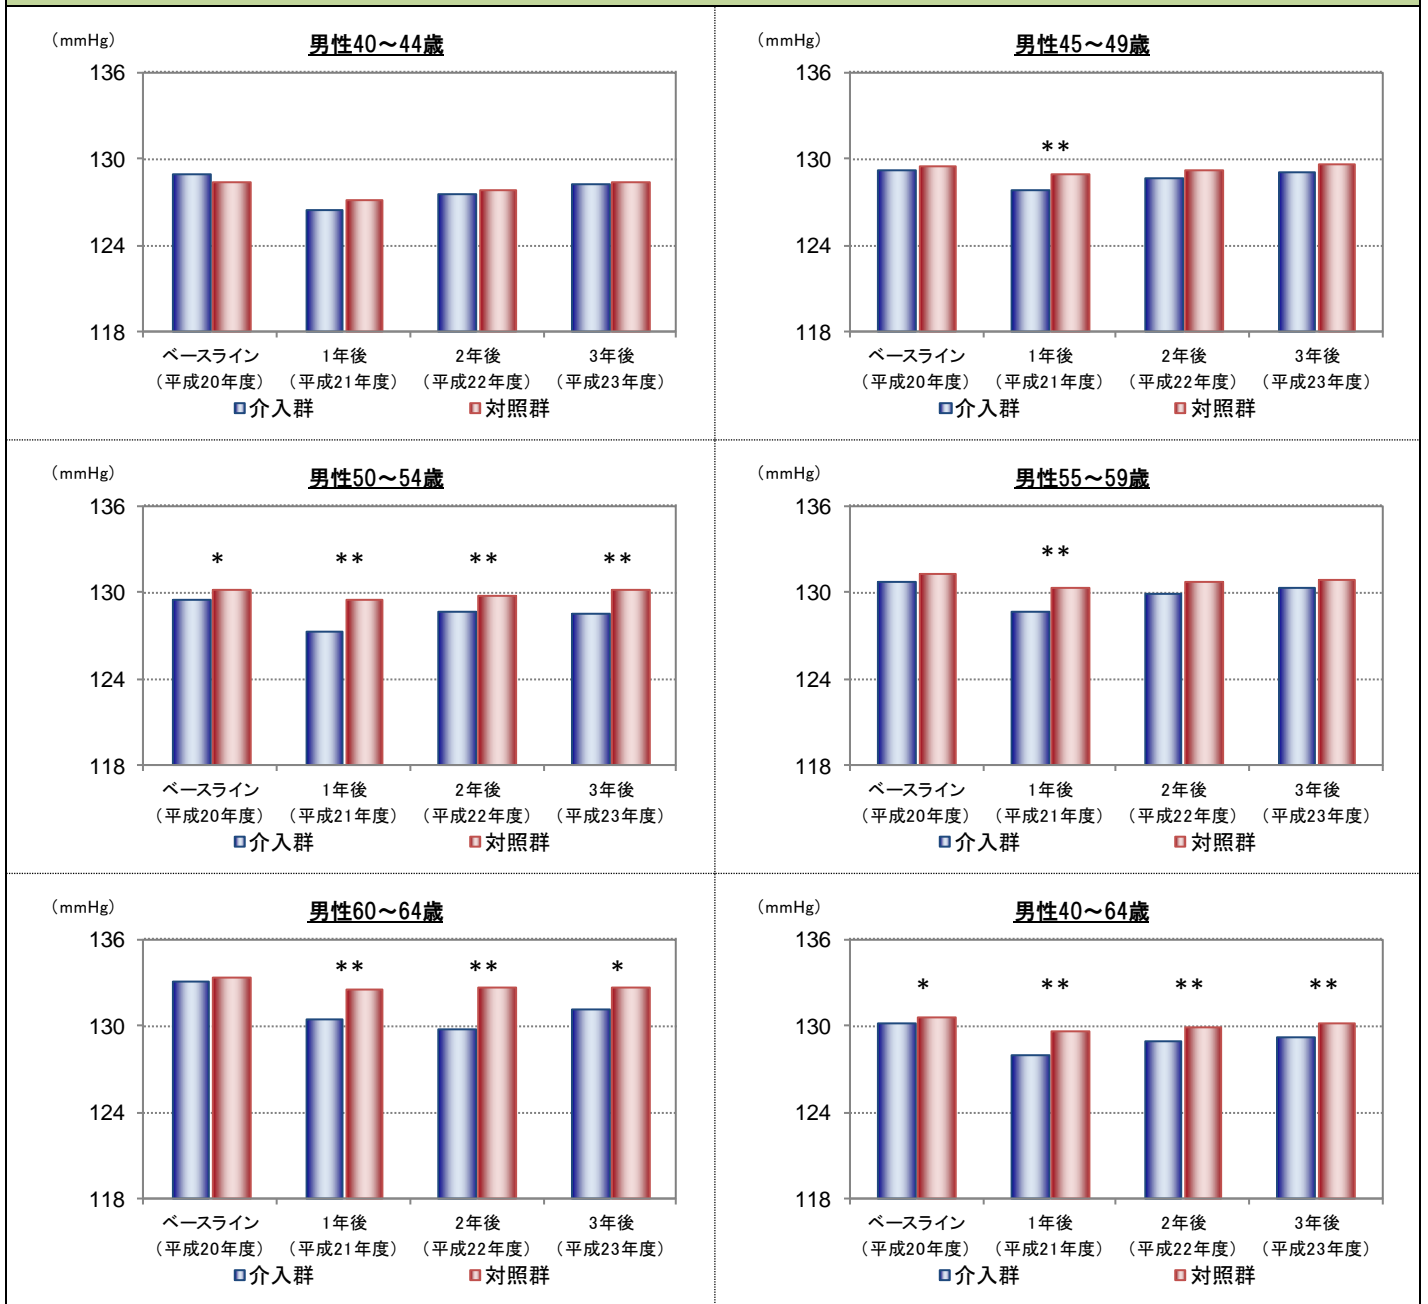 （mmHg）
男性40～44歳
136
130
124
118
ベースライン 1年後 2年後 3年後
（平成20年度） （平成21年度） （平成22年度） （平成23年度）
介入群 対照群
（mmHg）
男性45～49歳
136
**
130
124
118
ベースライン 1年後 2年後 3年後
（平成20年度） （平成21年度） （平成22年度） （平成23年度）
介入群 対照群
（mmHg）
男性50～54歳
136
* ** ** **
130
124
118
ベースライン 1年後 2年後 3年後
（平成20年度） （平成21年度） （平成22年度） （平成23年度）
介入群 対照群
（mmHg）
男性55～59歳
136
**
130
124
118
ベースライン 1年後 2年後 3年後
（平成20年度） （平成21年度） （平成22年度） （平成23年度）
介入群 対照群
（mmHg）
男性60～64歳
136
** ** *
130
124
118
ベースライン 1年後 2年後 3年後
（平成20年度） （平成21年度） （平成22年度） （平成23年度）
介入群 対照群
（mmHg）
男性40～64歳
136
* ** ** **
130
124
118
ベースライン 1年後 2年後 3年後
（平成20年度） （平成21年度） （平成22年度） （平成23年度）
介入群 対照群